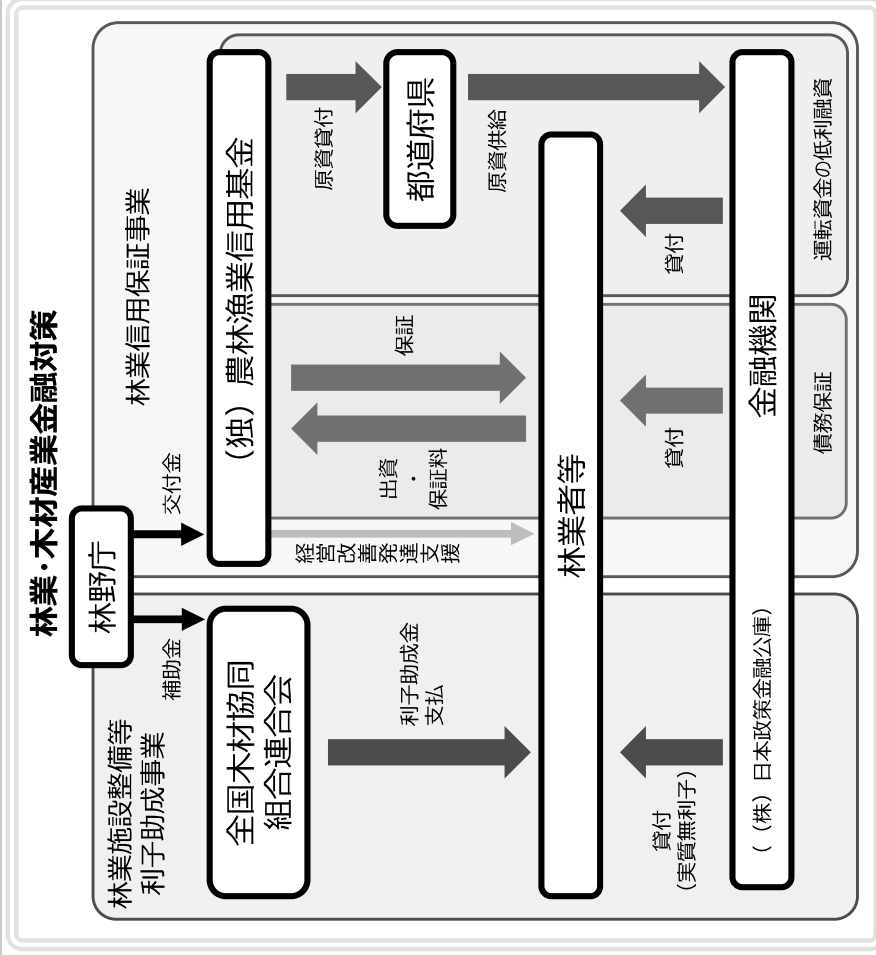 林業・木材産業金融対策
林野庁
補助金
交付金
林業施設整備等
利子助成事業
林業信用保証事業
全国木材協同
組合連合会
（独）農林漁業信用基金
利子助成金
支払
経営改善発達支援
出資
・
保証料
保証
原資貸付
都道府県
原資供給
林業者等
貸付
（実質無利子）
貸付
貸付
（（株）日本政策金融公庫）
金融機関
債務保証
運転資金の低利融資